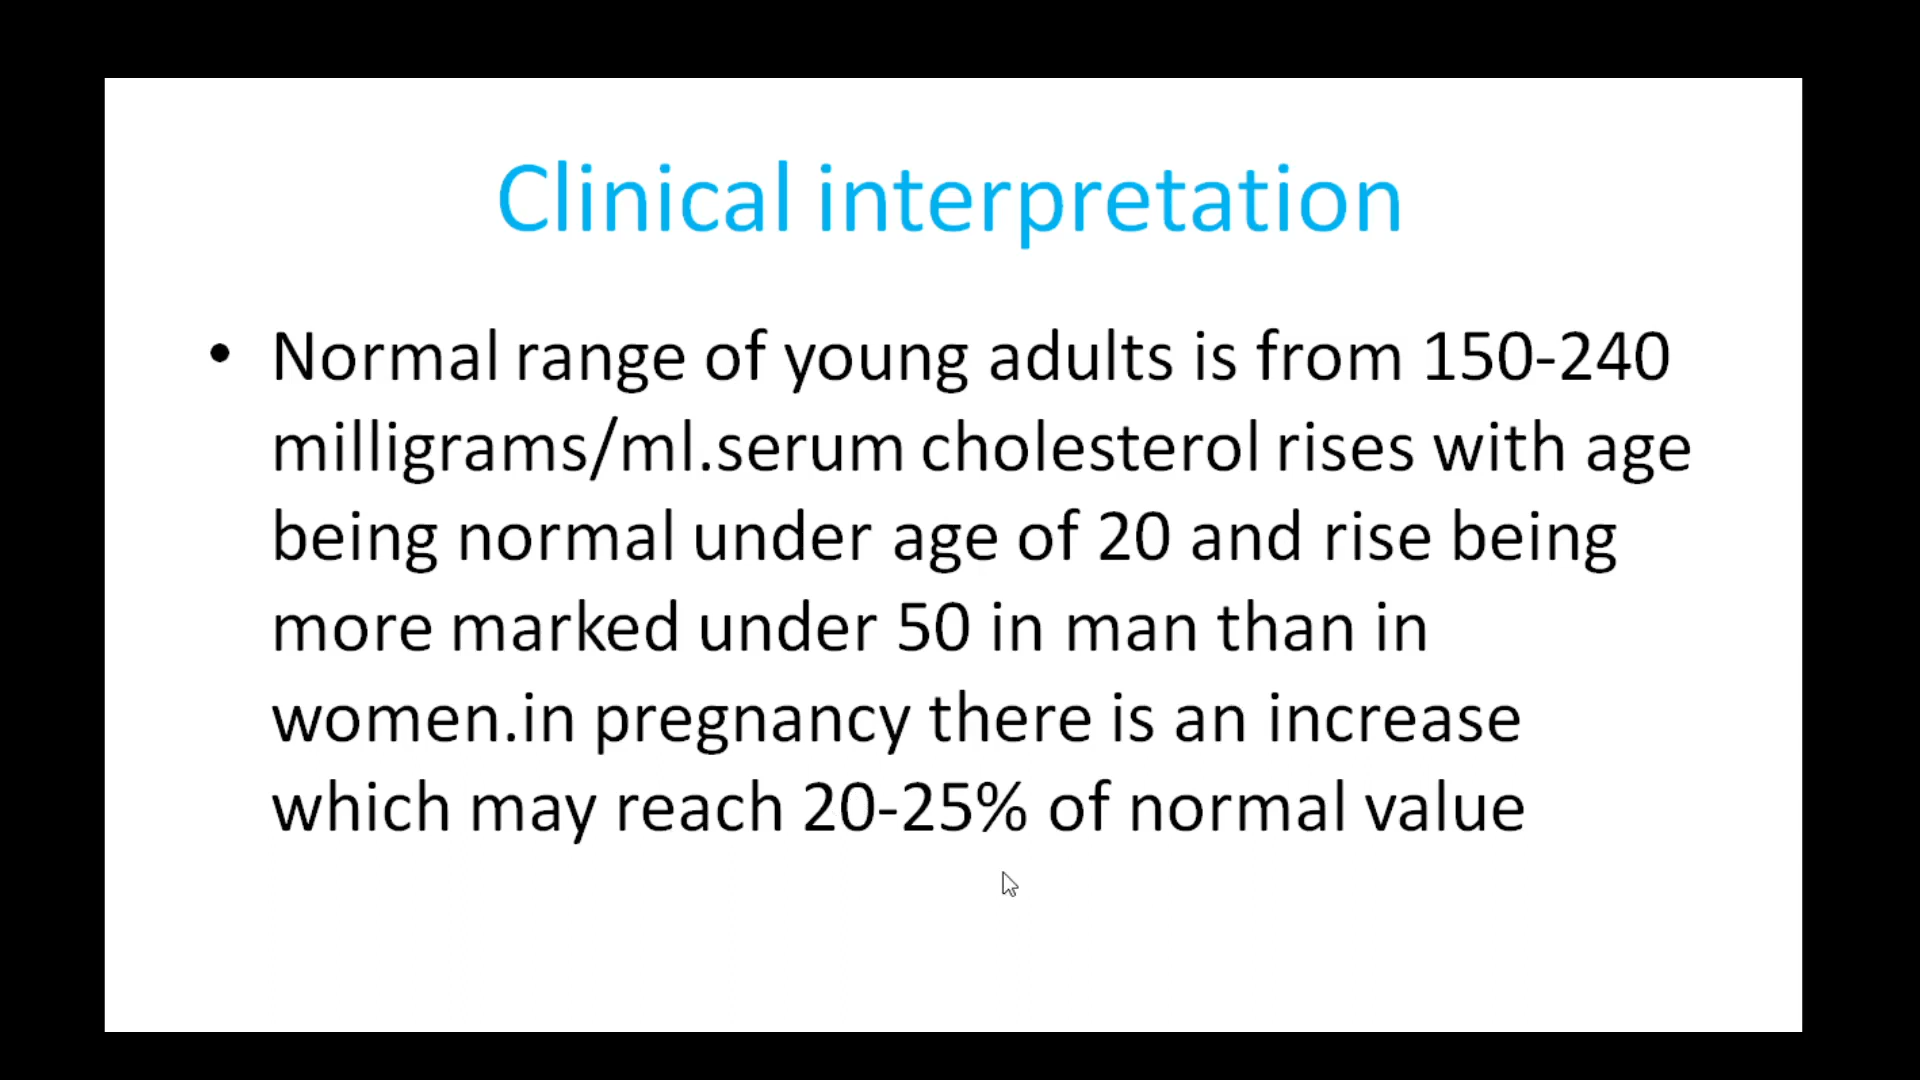 Clinical interpretation
• Normal range of young adults is from 150-240
milligrams/ml.serum cholesterol rises with age
being normal under age of 20 and rise being
more marked under 50 in man than in
women.in pregnancy there is an increase
which may reach 20-25% of normal value